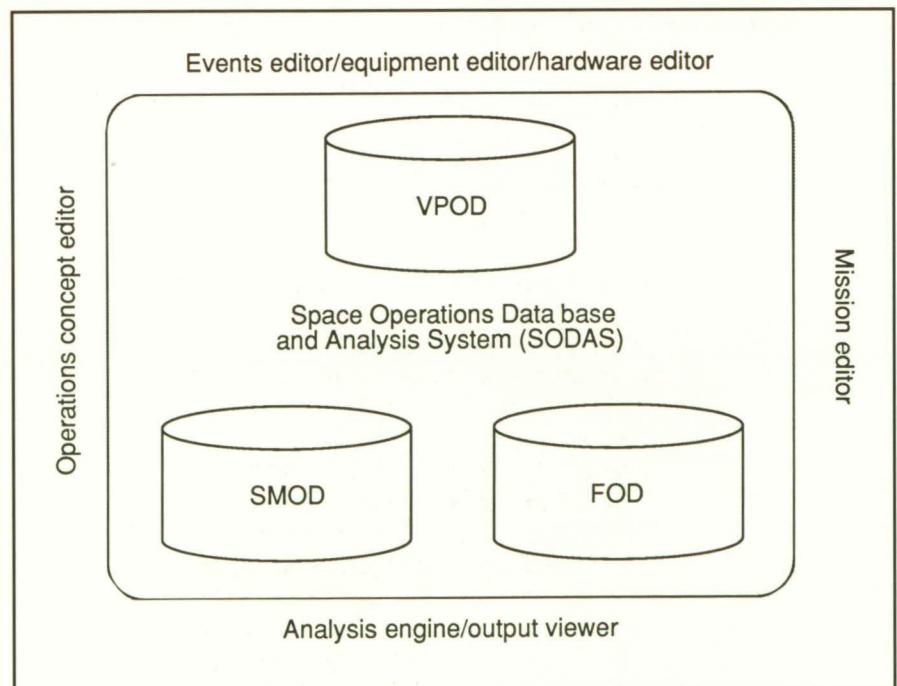 Events editor/equipment editor/hardware editor
Operations concept editor
VPOD
Mission editor
Space Operations Data base
and Analysis System (SODAS)
SMOD
FOD
Analysis engine/output viewer